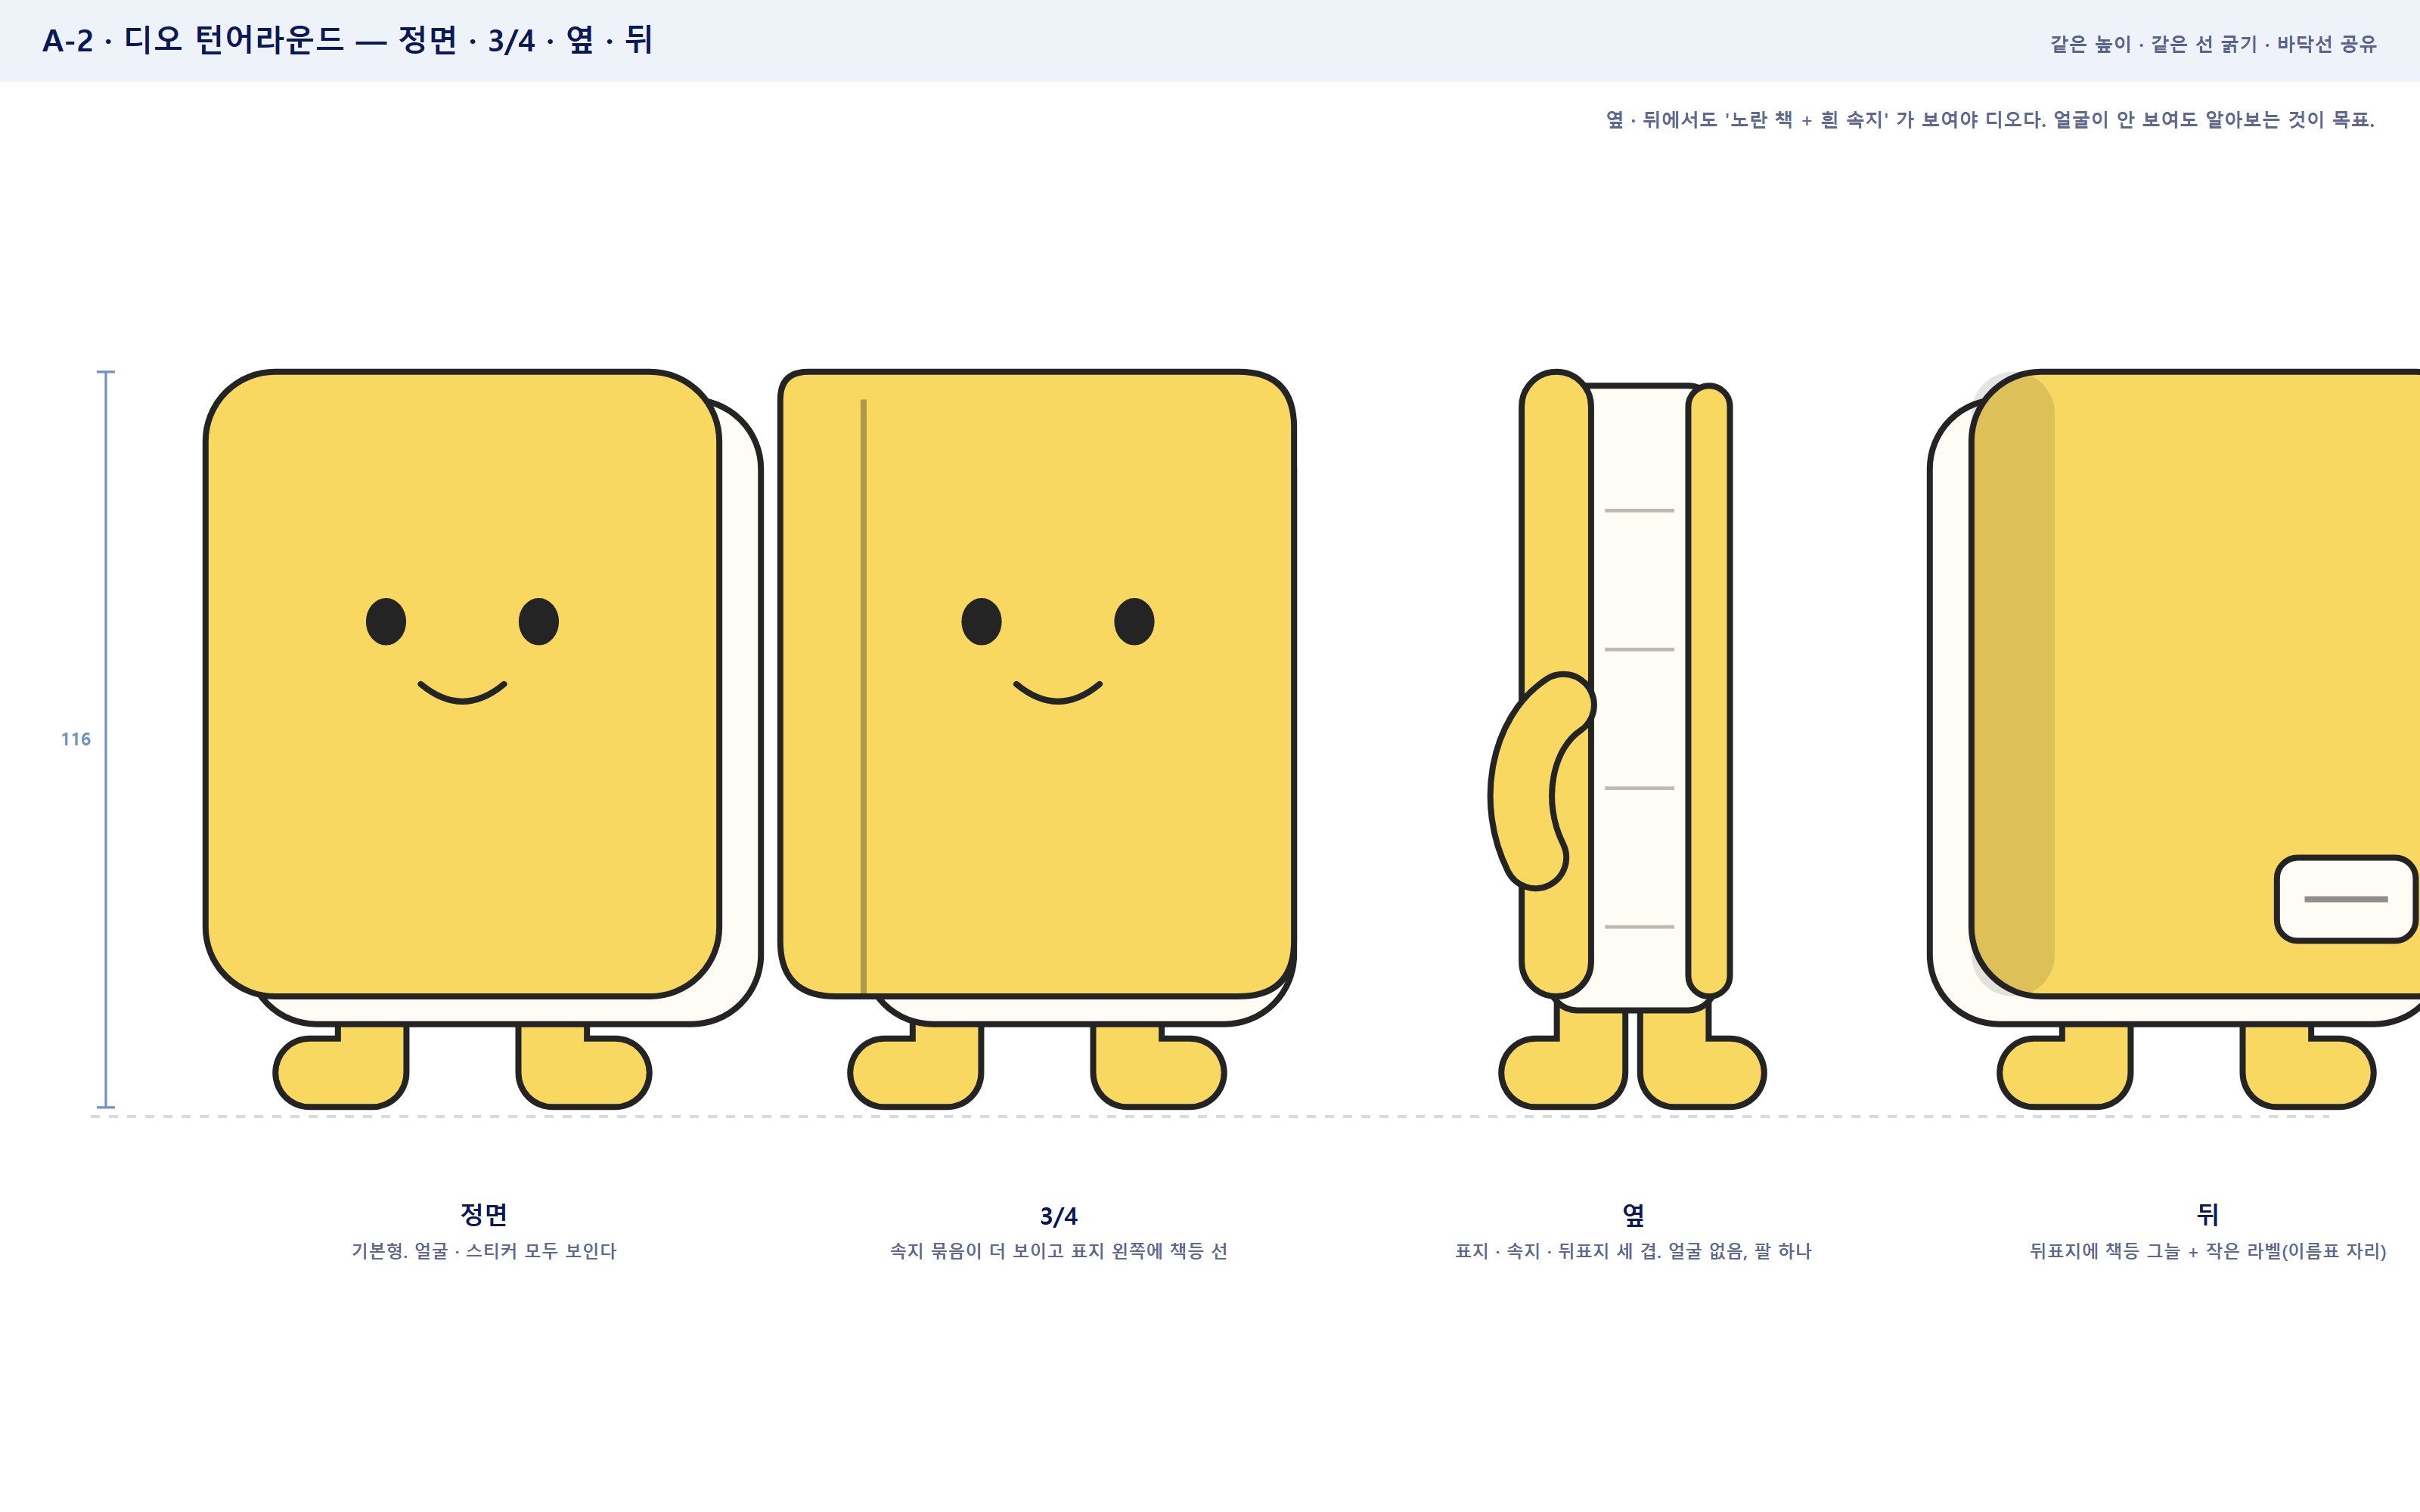 A-2 · 디오 턴어라운드 — 정면 · 3/4 · 옆 · 뒤
같은 높이 · 같은 선 굵기 · 바닥선 공유
옆 · 뒤에서도 '노란 책 + 흰 속지' 가 보여야 디오다. 얼굴이 안 보여도 알아보는 것이 목표.
116
정면
기본형. 얼굴 · 스티커 모두 보인다
3/4
속지 묶음이 더 보이고 표지 왼쪽에 책등 선
옆
표지 · 속지 · 뒤표지 세 겹. 얼굴 없음, 팔 하나
뒤
뒤표지에 책등 그늘 + 작은 라벨(이름표 자리)